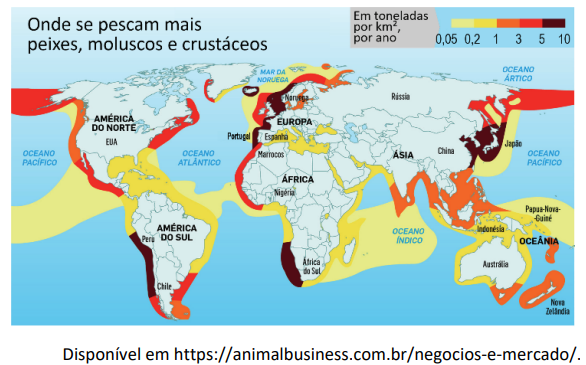 Onde se pescam mais
peixes, moluscos e crustáceos
Em toneladas
por km²,
por ano
0,05 0,2 1 3 5 10
MAR DA
NORUEGA
OCEANO
ÁRTICO
Noruega
Rússia
AMÉRICA
DO NORTE
EUROPA
EUA
Portugal
Espanha
OCEANO
PACÍFICO
OCEANO
ATLÂNTICO
Marrocos
ÁSIA
China
Japão
OCEANO
PACÍFICO
ÁFRICA
Nigéria
Papua-Nova-
Guiné
AMÉRICA
DO SUL
Peru
OCEANO
ÍNDICO
Indonésia
OCEÂNIA
África
do Sul
Austrália
Chile
Nova
Zelândia
Disponível em https://animalbusiness.com.br/negocios-e-mercado/.